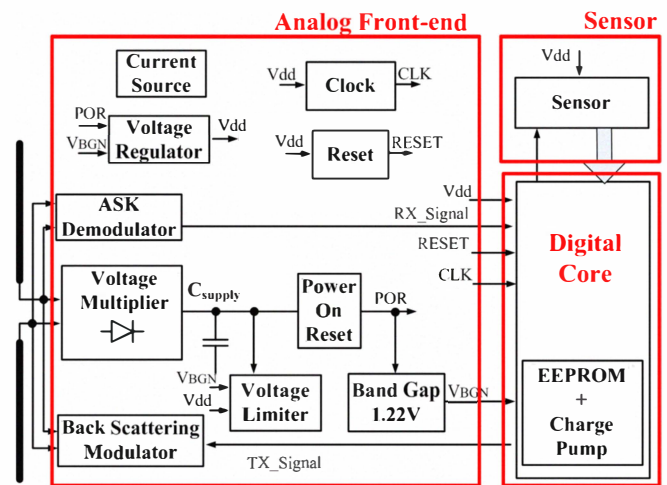 Analog Front-end
Sensor
Current
Source
Vdd
Clock
CLK
Vdd
Sensor
POR
VBGN
Voltage
Regulator
Vdd
Vdd
Reset
RESET
ASK
Demodulator
Vdd
RX_Signal
RESET
CLK
Digital
Core
Voltage
Multiplier
Csupply
Power
On
Reset
POR
VBGN
Vdd
Voltage
Limiter
Band Gap
1.22V
VBGN
EEPROM
+
Charge
Pump
Back Scattering
Modulator
TX_Signal